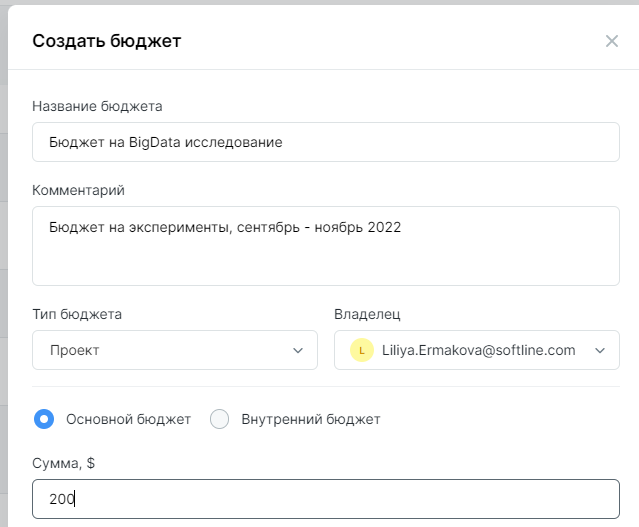 Создать бюджет
Название бюджета
Бюджет на BigData исследование
Комментарий
Бюджет на эксперименты, сентябрь - ноябрь 2022
Тип бюджета
Владелец
Проект
L Liliya.Ermakova@softline.com
Основной бюджет
Внутренний бюджет
Сумма, $
200